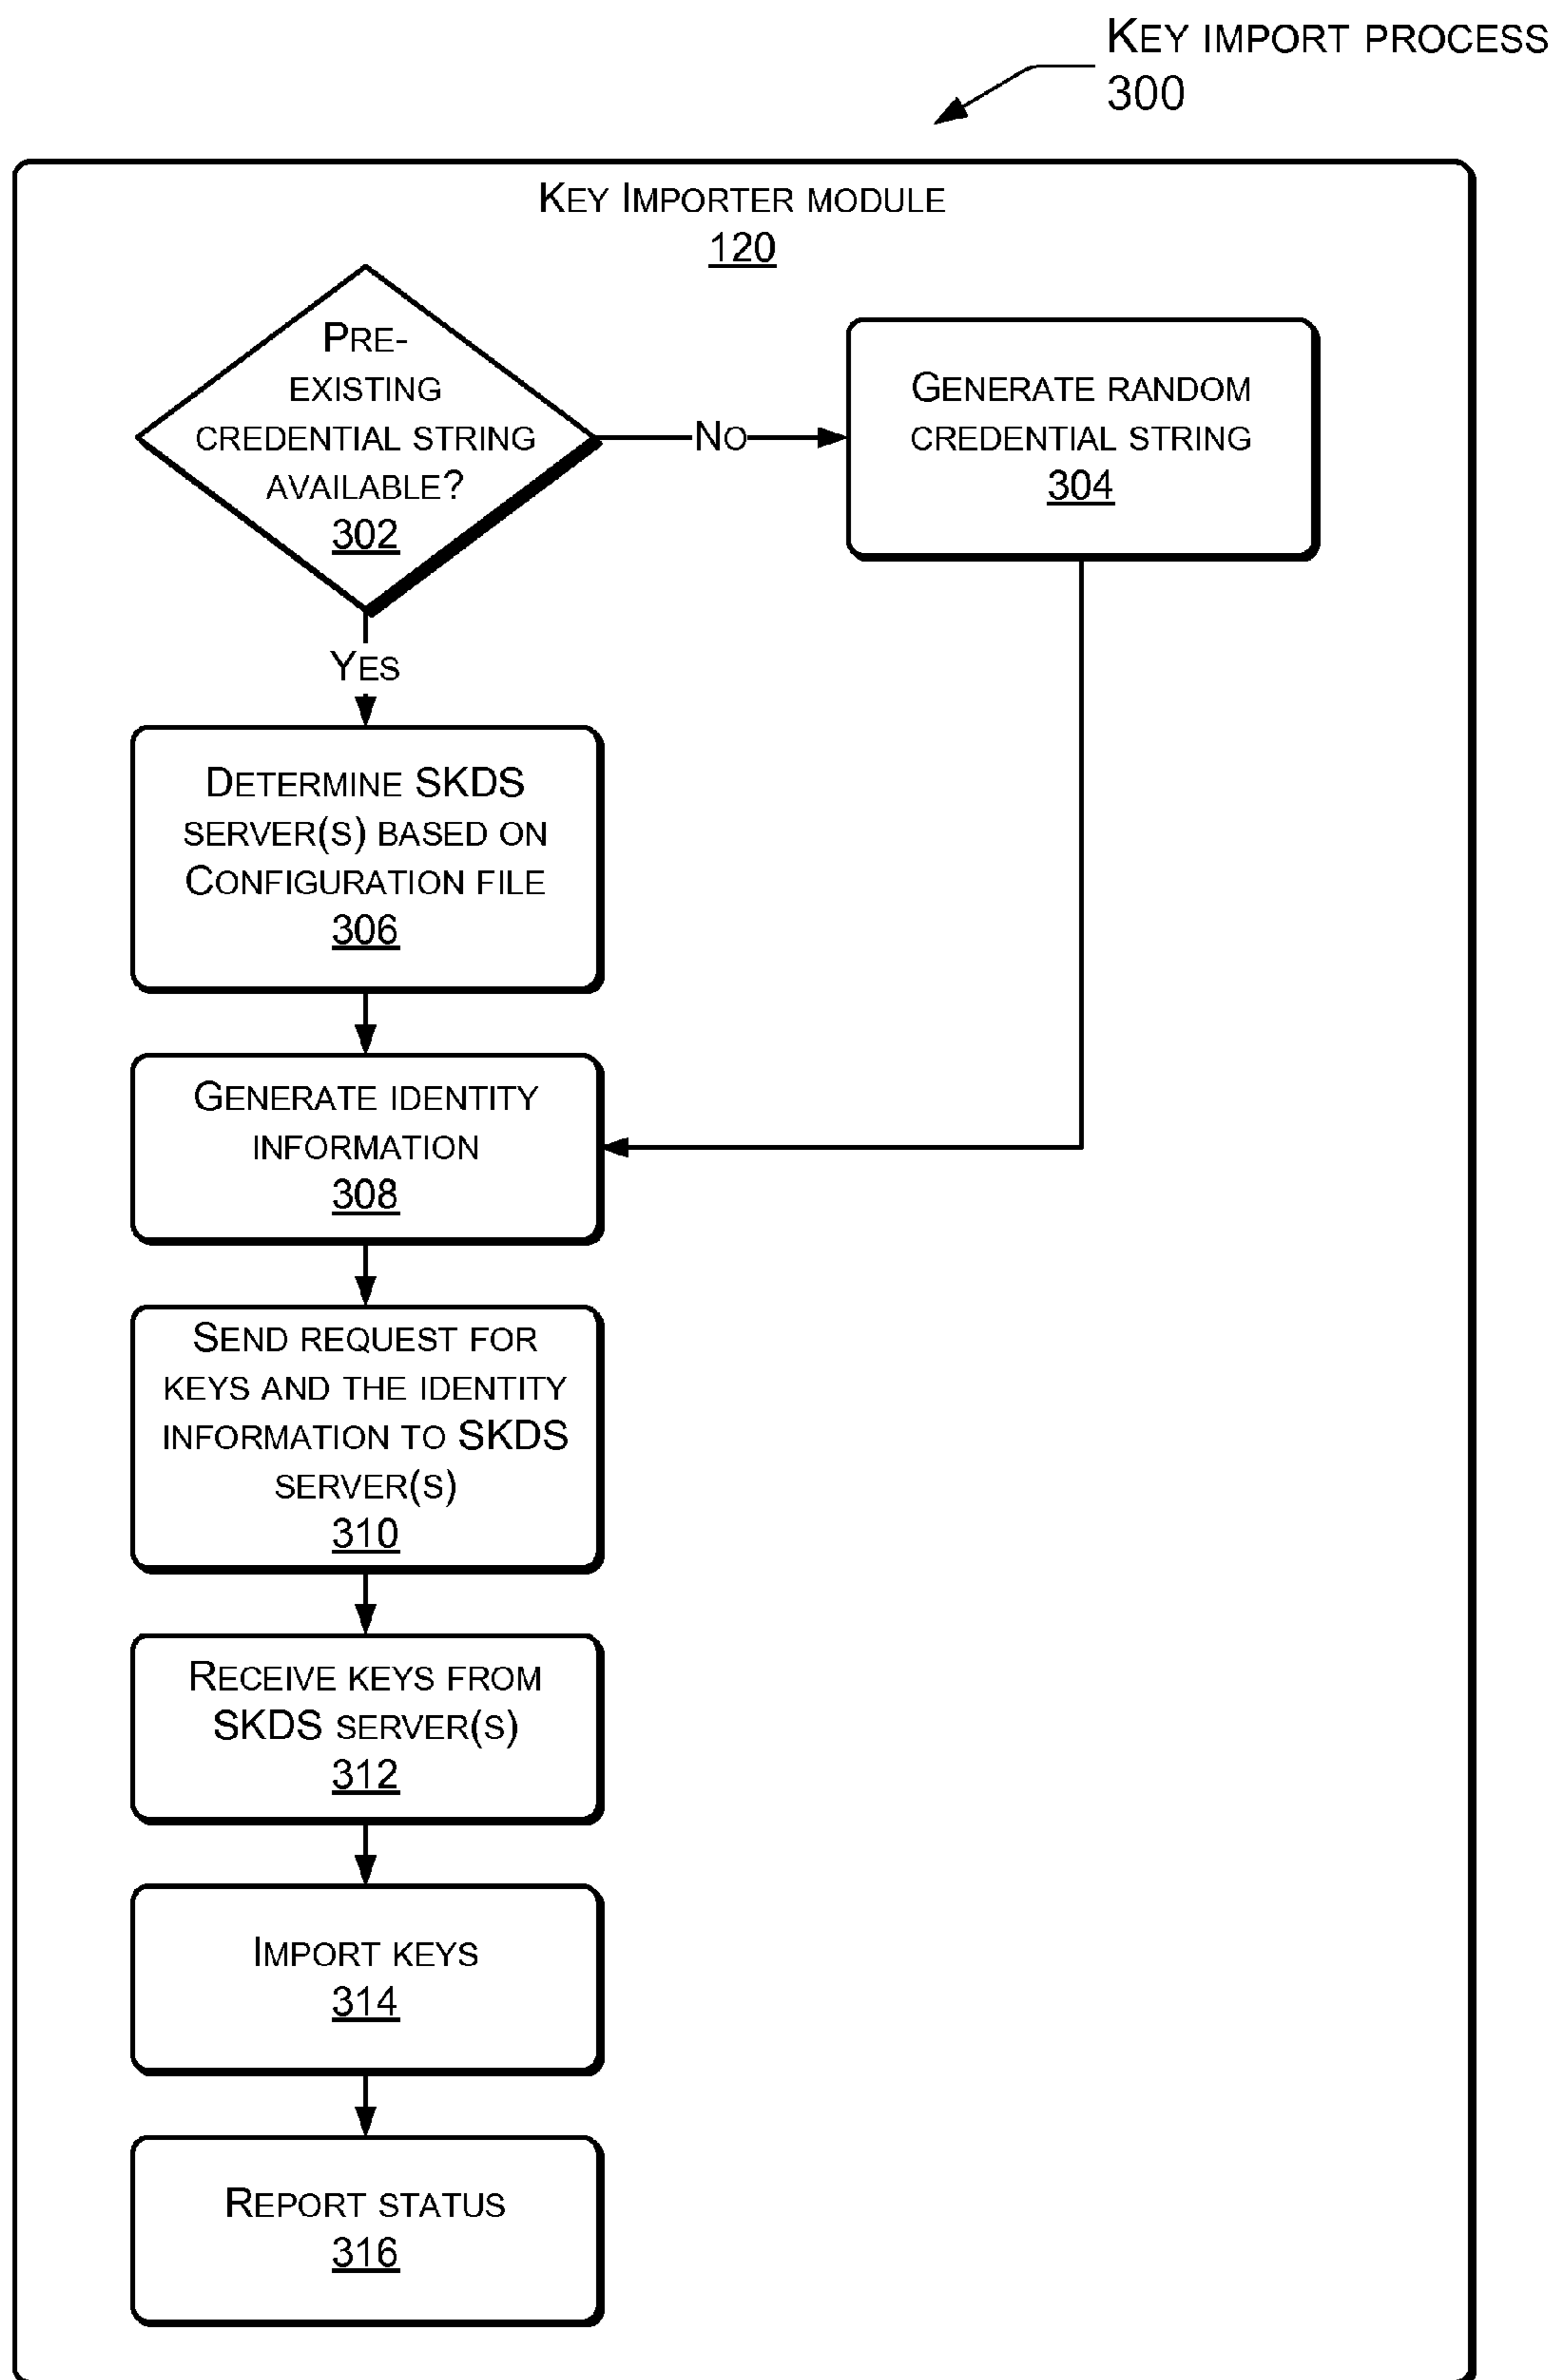 KEY IMPORT PROCESS
300
KEY IMPORTER MODULE
120
PRE-
EXISTING
CREDENTIAL STRING
AVAILABLE?
302
NO
GENERATE RANDOM
CREDENTIAL STRING
304
YES
DETERMINE SKDS
SERVER(S) BASED ON
CONFIGURATION FILE
306
GENERATE IDENTITY
INFORMATION
308
SEND REQUEST FOR
KEYS AND THE IDENTITY
INFORMATION TO SKDS
SERVER(S)
310
RECEIVE KEYS FROM
SKDS SERVER(S)
312
IMPORT KEYS
314
REPORT STATUS
316